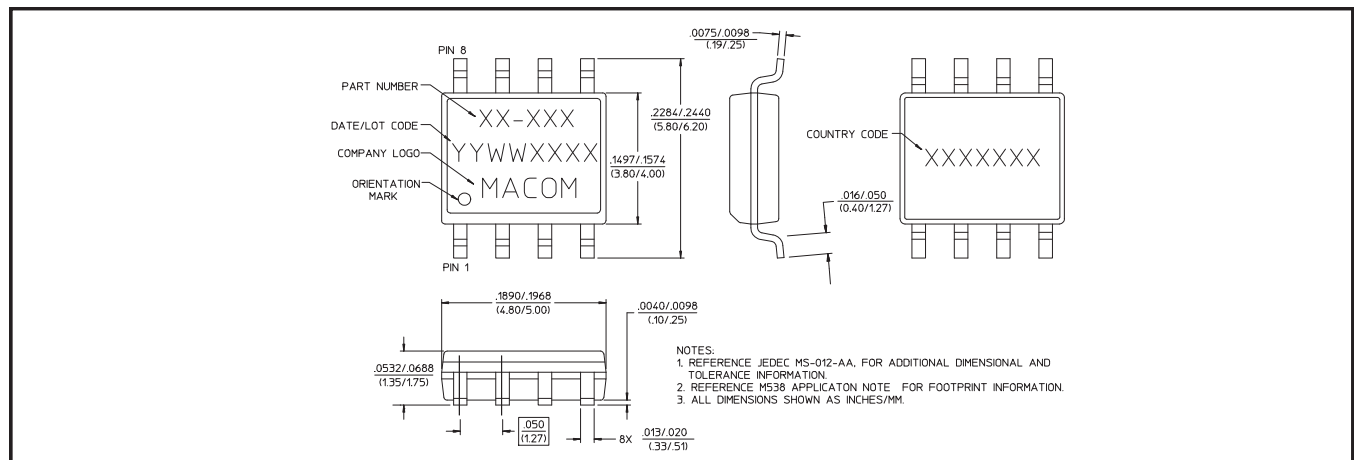 PIN 8
PART NUMBER
XX-XXX
DATE/LOT CODE
YYWWXXXX
COMPANY LOGO
MACOM
ORIENTATION
MARK
PIN 1
.2284/.2440
(5.80/6.20)
.1497/.1574
(3.80/4.00)
.0075/.0098
(.19/.25)
.016/.050
(0.40/1.27)
COUNTRY CODE
XXXXXXX
.1890/.1968
(4.80/5.00)
.0040/.0098
(.10/.25)
.0532/.0688
(1.35/1.75)
.050
(1.27)
8X .013/.020
(.33/.51)
NOTES:
1. REFERENCE JEDEC MS-012-AA, FOR ADDITIONAL DIMENSIONAL AND
TOLERANCE INFORMATION.
2. REFERENCE M538 APPLICATON NOTE FOR FOOTPRINT INFORMATION.
3. ALL DIMENSIONS SHOWN AS INCHES/MM.